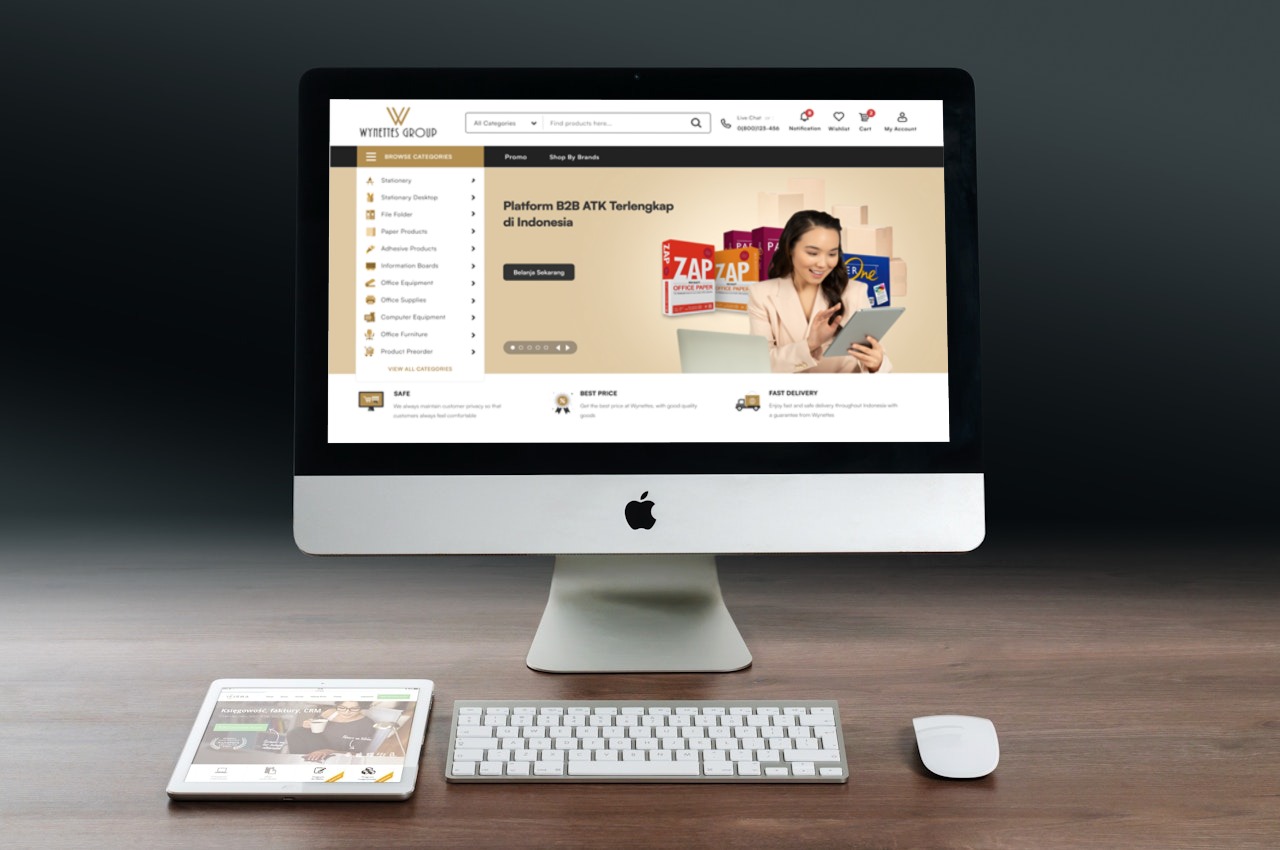 WYNETTES GROUP
All Categories
Find products here...
Live Chat
0(800)123-456
Notification
Wishlist
Cart
My Account
BROWSE CATEGORIES
Promo
Shop By Brands
Stationery
Stationary Desktop
File Folder
Paper Products
Adhesive Products
Information Boards
Office Equipment
Office Supplies
Computer Equipment
Office Furniture
Product Preorder
VIEW ALL CATEGORIES
Platform B2B ATK Terlengkap
di Indonesia
Belanja Sekarang
ZAP
ZAP
OFFICE PAPER
ZAP
OFFICE PAPER
PAP
PA
One
SAFE
We always maintain customer privacy so that
customers always feel comfortable
BEST PRICE
Get the best price at Wynettes, with good quality
goods
FAST DELIVERY
Enjoy fast and safe delivery throughout Indonesia with
a guarantee from Wynettes
Księgowość, faktury, CRM